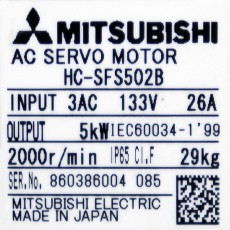 MITSUBISHI
AC SERVO MOTOR
HC-SFS502B
INPUT 3AC 133V 26A
OUTPUT 5kW IEC60034-1'99
2000r/min IP65 Cl.F 29kg
SER.No. 860386004 085
MITSUBISHI ELECTRIC
MADE IN JAPAN